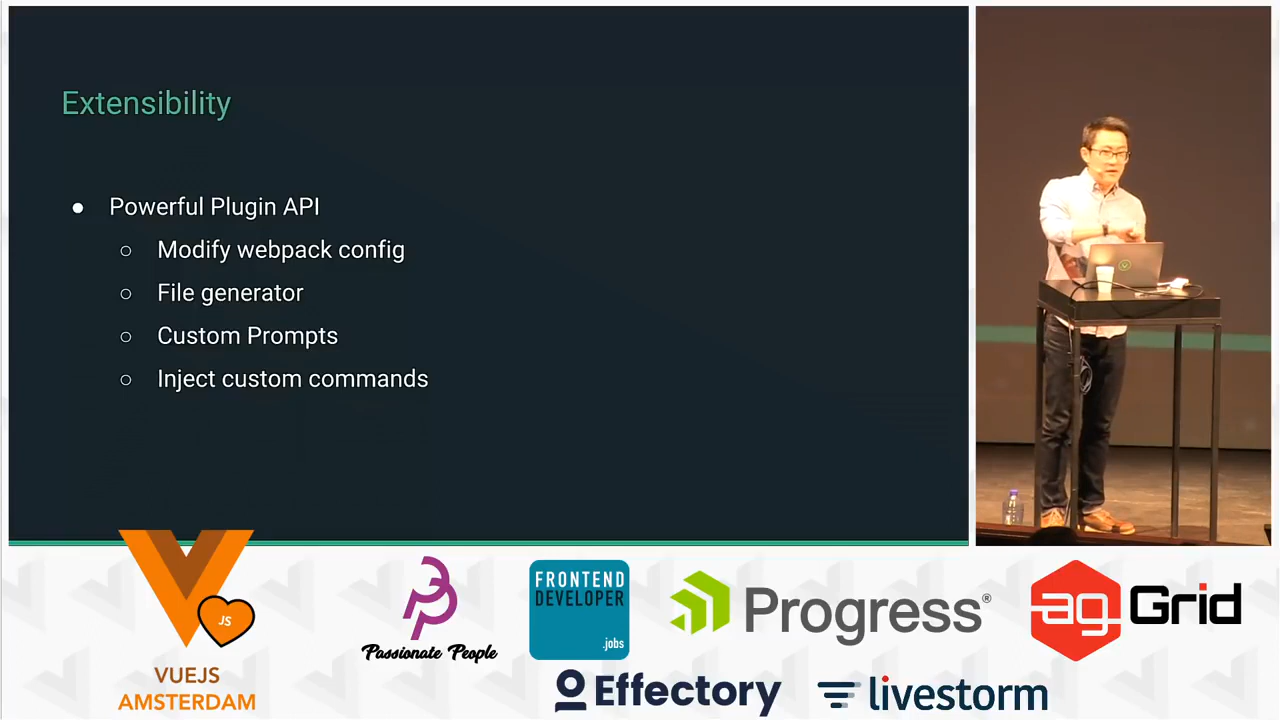 Extensibility
Powerful Plugin API
Modify webpack config
File generator
Custom Prompts
Inject custom commands
JS
VUEJS
AMSTERDAM
Passionate People
FRONTEND
DEVELOPER
.jobs
Progress®
ag Grid
Effectory
livestorm